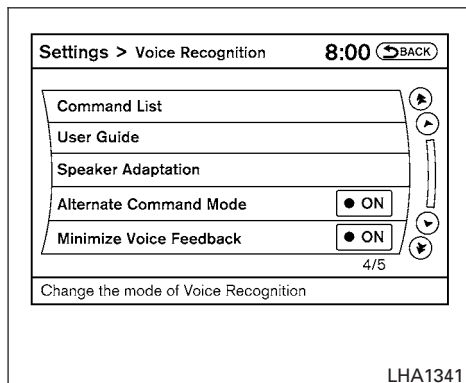 Settings > Voice Recognition 8:00 BACK
Command List
User Guide
Speaker Adaptation
Alternate Command Mode ON
Minimize Voice Feedback ON
4/5
Change the mode of Voice Recognition
LHA1341